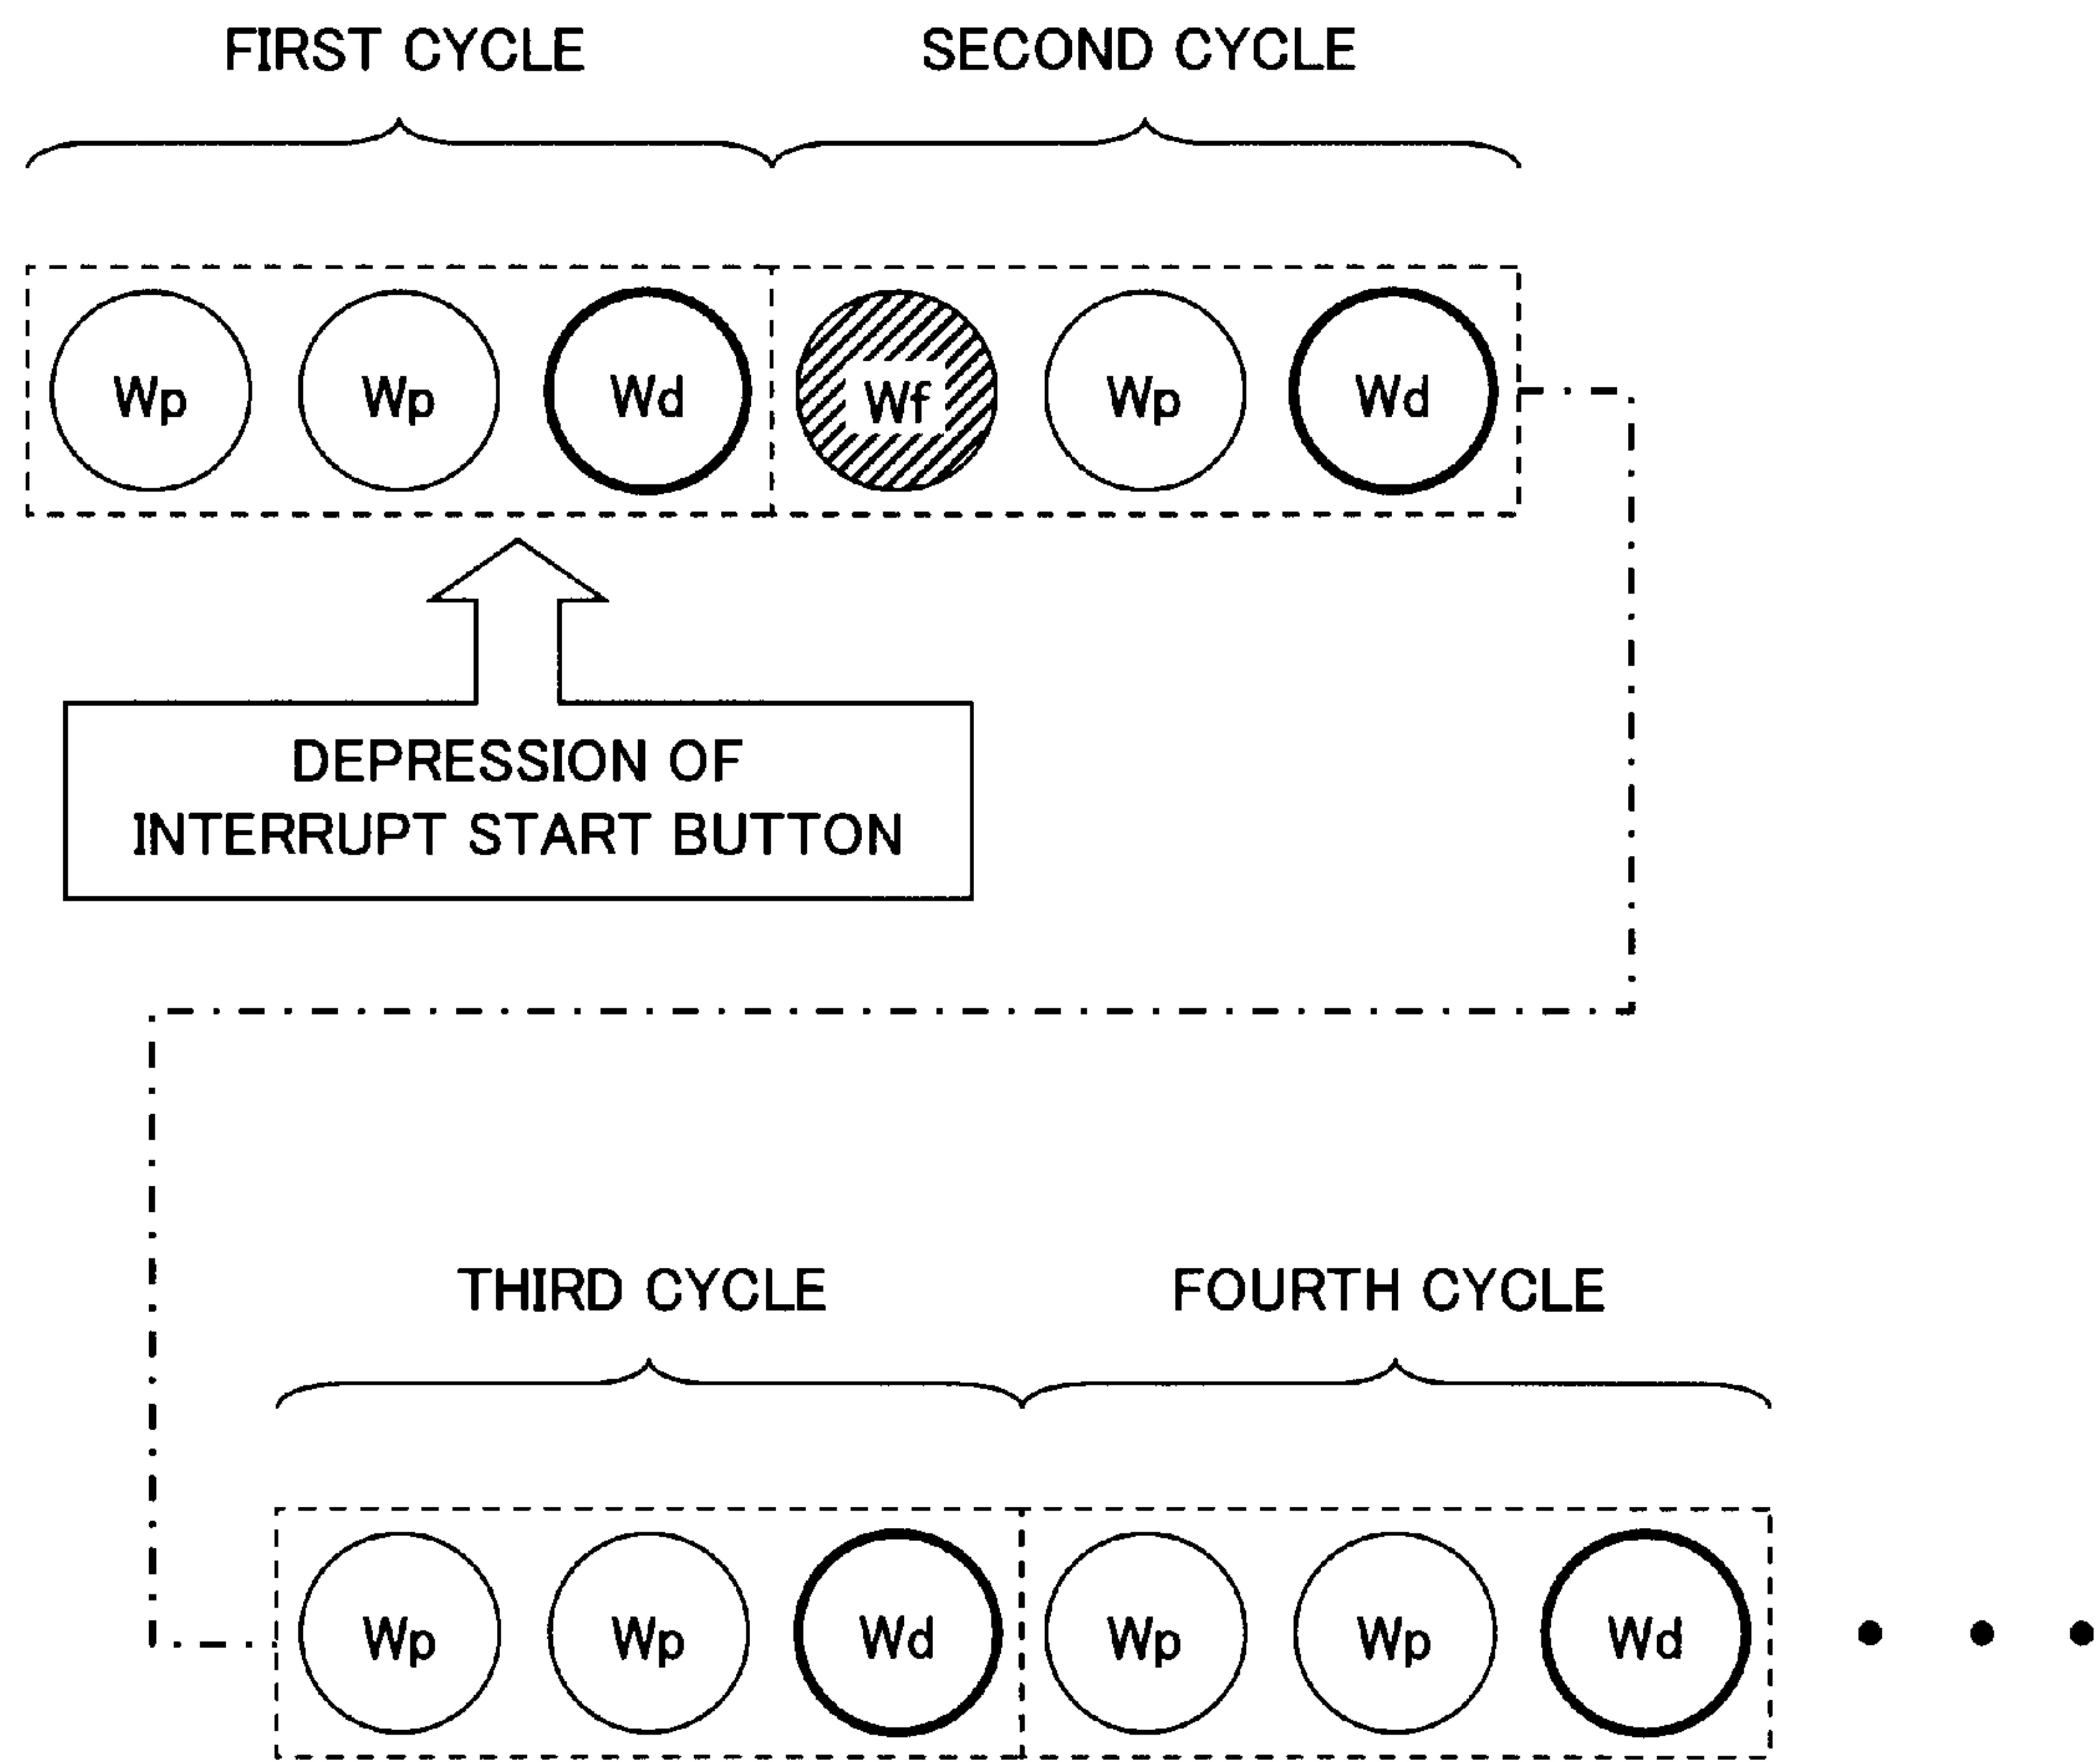 FIRST CYCLE SECOND CYCLE
Wp Wp Wd Wf Wp Wd
DEPRESSION OF
INTERRUPT START BUTTON
THIRD CYCLE FOURTH CYCLE
Wp Wp Wd Wp Wp Wd